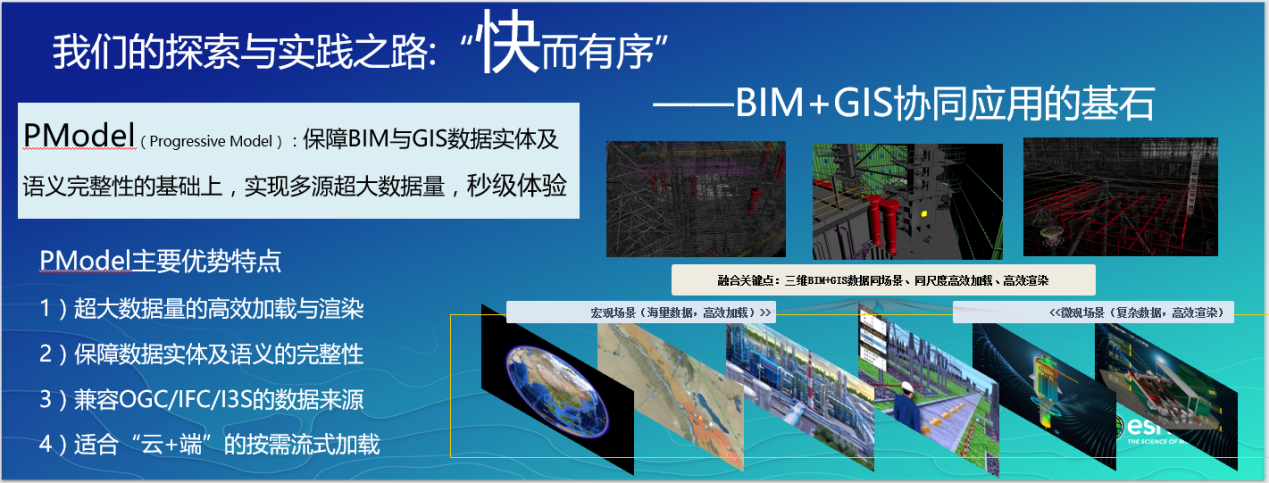 我们的探索与实践之路:“快而有序”
——BIM+GIS协同应用的基石
PModel（Progressive Model）：保障BIM与GIS数据实体及
语义完整性的基础上，实现多源超大数据量，秒级体验
PModel主要优势特点
1）超大数据量的高效加载与渲染
2）保障数据实体及语义的完整性
3）兼容OGC/IFC/I3S的数据来源
4）适合“云+端”的按需流式加载
融合关键点：三维BIM+GIS数据同场景、同尺度高效加载、高效渲染
宏观场景（海量数据，高效加载）>>
<<微观场景（复杂数据，高效渲染）
THE SCIENCE OF